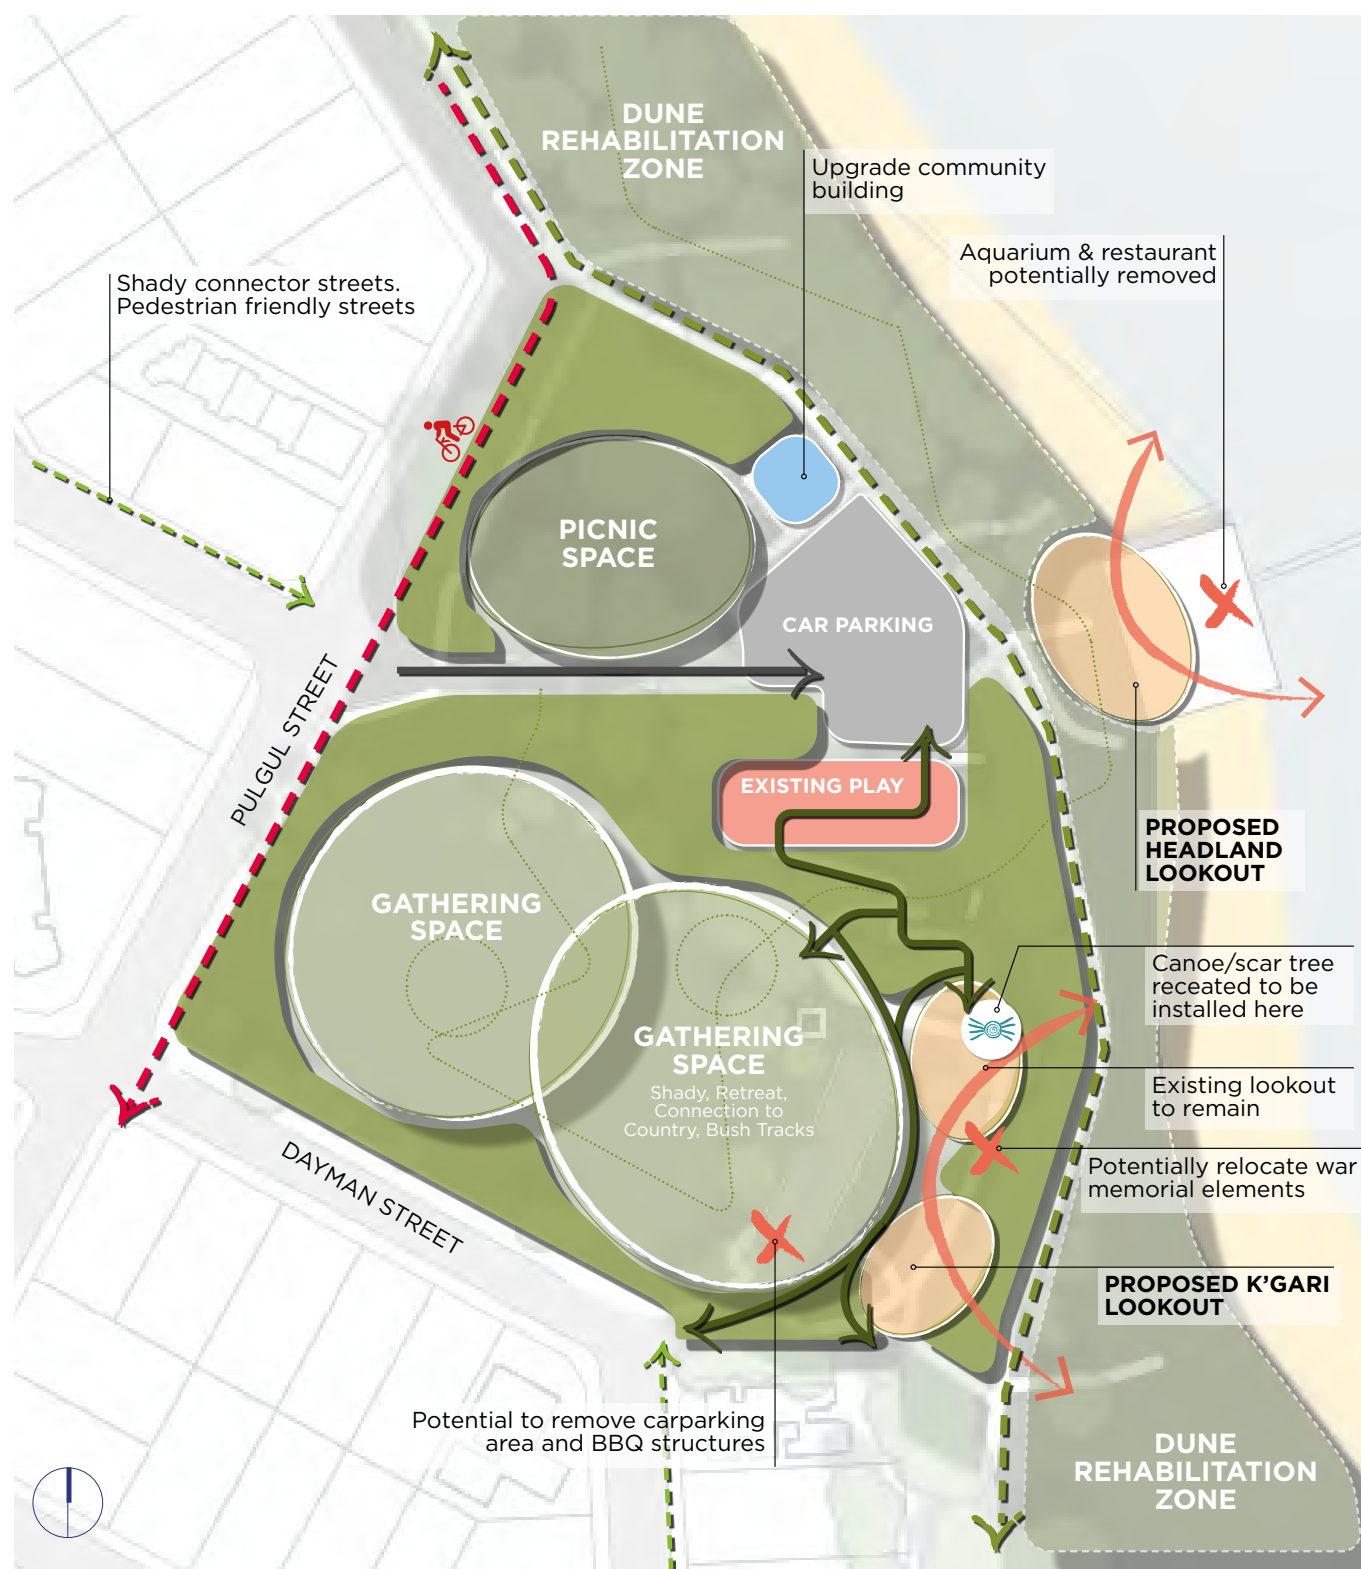 DUNE
REHABILITATION
ZONE
Upgrade community
building
Aquarium & restaurant
potentially removed
Shady connector streets.
Pedestrian friendly streets
PICNIC
SPACE
CAR PARKING
PULGUL STREET
EXISTING PLAY
PROPOSED
HEADLAND
LOOKOUT
GATHERING
SPACE
Canoe/scar tree
receated to be
installed here
GATHERING
SPACE
Shady, Retreat,
Connection to
Country, Bush Tracks
Existing lookout
to remain
DAYMAN STREET
Potentially relocate war
memorial elements
PROPOSED K'GARI
LOOKOUT
Potential to remove carparking
area and BBQ structures
DUNE
REHABILITATION
ZONE